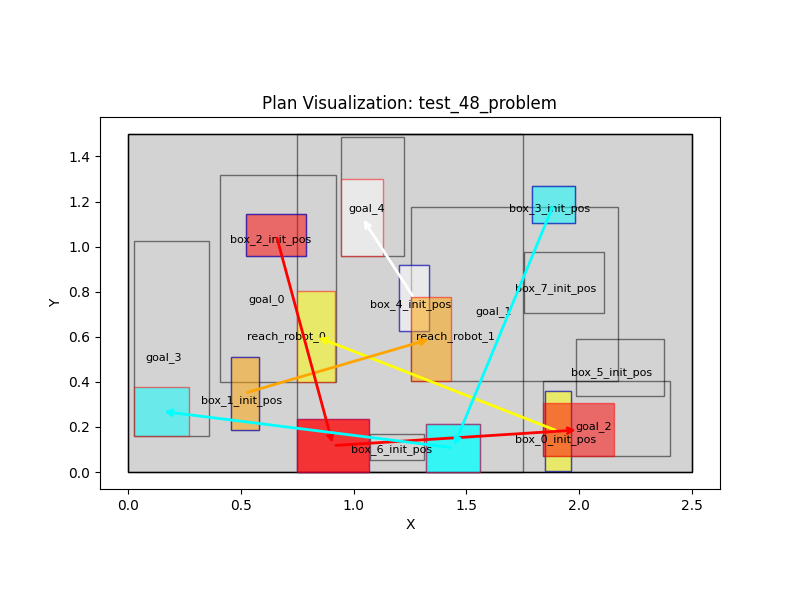 Plan Visualization: test_48_problem
1.4
1.2
1.0
0.8
0.6
0.4
0.2
0.0
Y
goal_4
box_3_init_pos
box_2_init_pos
box_7_init_pos
goal_0
box_4_init_pos
goal_1
reach_robot_0
reach_robot_1
goal_3
box_5_init_pos
box_1_init_pos
goal_2
box_0_init_pos
box_6_init_pos
0.0
0.5
1.0
1.5
2.0
2.5
X